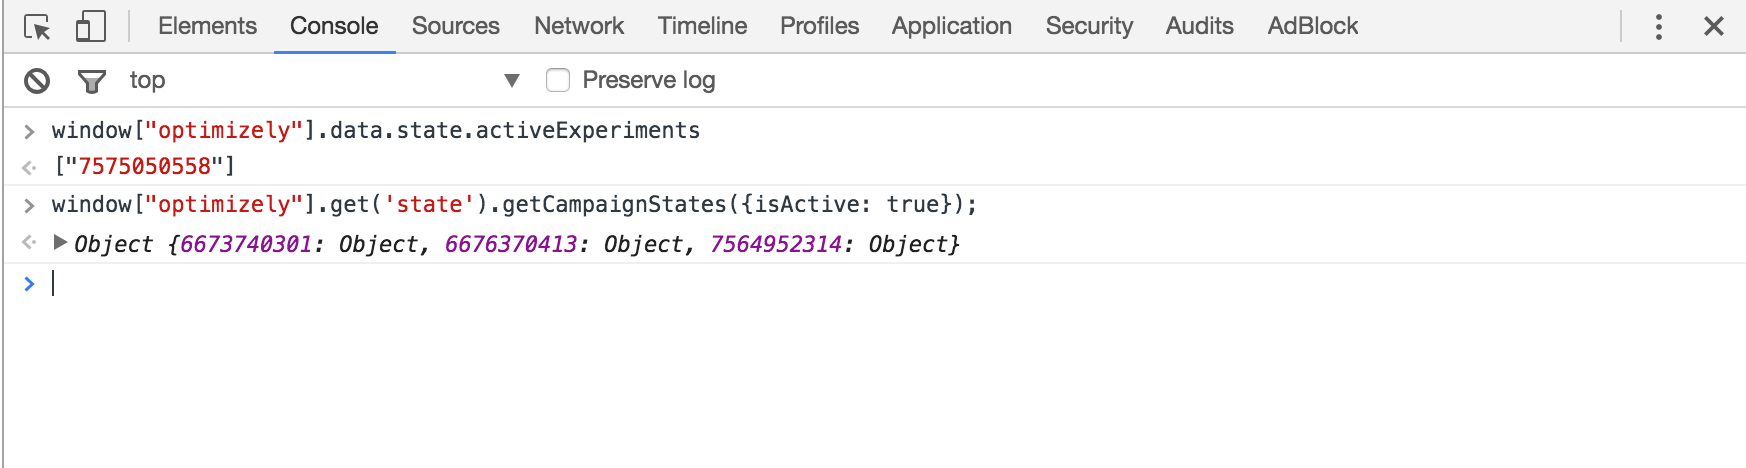 Elements Console Sources Network Timeline Profiles Application Security Audits AdBlock
top ▼ Preserve log
> window["optimizely"].data.state.activeExperiments
["7575050558"]
> window["optimizely"].get('state').getCampaignStates({isActive: true});
▶ Object {6673740301: Object, 6676370413: Object, 7564952314: Object}
>